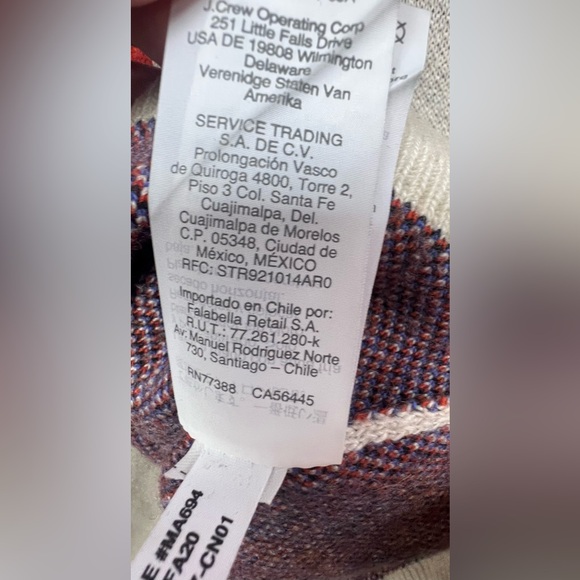 J.Crew Operating Corp
251 Little Falls Drive
USA DE 19808 Wilmington
Delaware
Verenidge Staten Van
Amerika
SERVICE TRADING
S.A. DE C.V.
Prolongación Vasco
de Quiroga 4800, Torre 2,
Piso 3 Col. Santa Fe
Cuajimalpa, Del.
Cuajimalpa de Morelos
C.P. 05348, Ciudad de
México, MÉXICO
RFC: STR921014AR0
Importado en Chile por:
Falabella Retail S.A.
R.U.T.: 77.261.280-k
Av. Manuel Rodriguez Norte
730, Santiago – Chile
RN77388 CA56445
E #MA694
FA20
-CN01